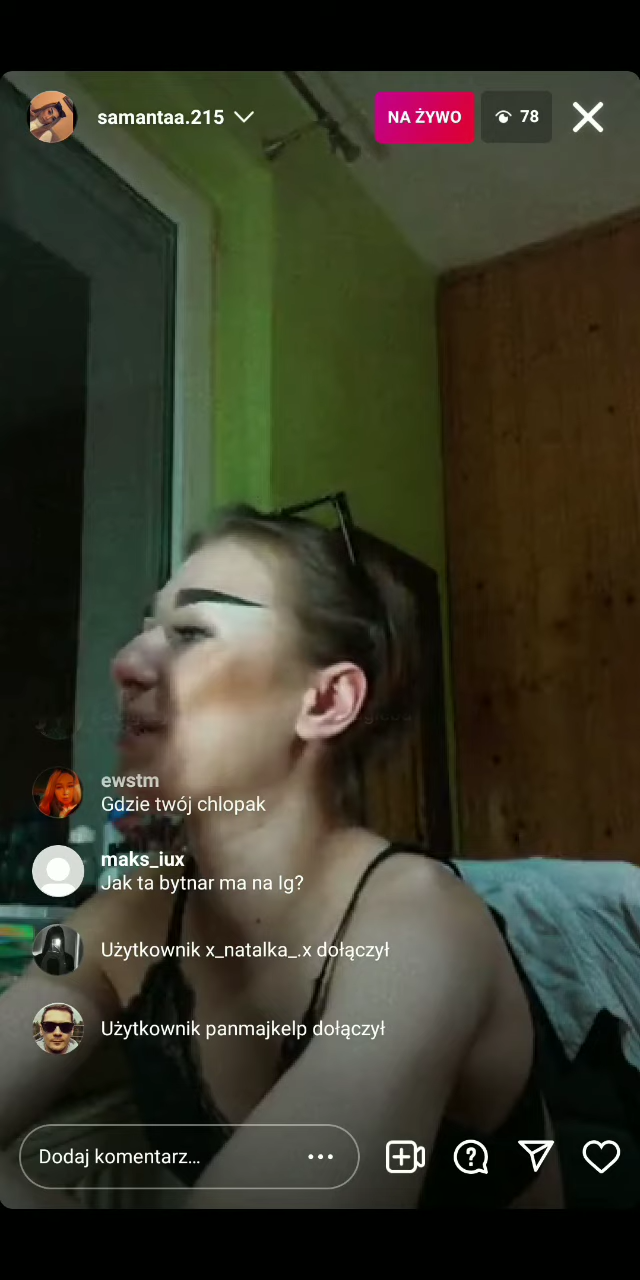 samantaa.215
NA ŻYWO
78
ewstm
Gdzie twój chlopak
maks_iux
Jak ta bytnar ma na Ig?
Użytkownik x_natalka_.x dołączył
Użytkownik panmajkelp dołączył
Dodaj komentarz...